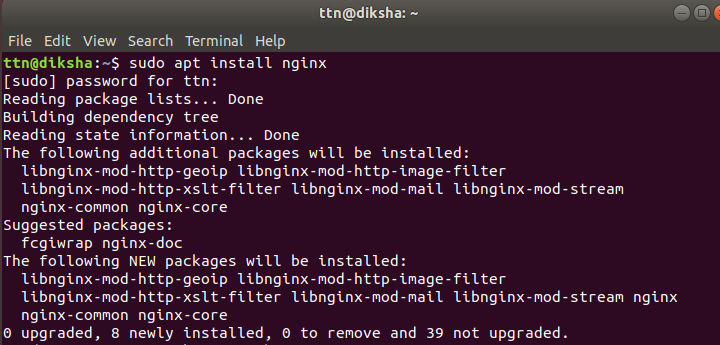 ttn@diksha: ~
File Edit View Search Terminal Help
ttn@diksha:~$ sudo apt install nginx
[sudo] password for ttn:
Reading package lists... Done
Building dependency tree
Reading state information... Done
The following additional packages will be installed:
  libnginx-mod-http-geoip libnginx-mod-http-image-filter
  libnginx-mod-http-xslt-filter libnginx-mod-mail libnginx-mod-stream
  nginx-common nginx-core
Suggested packages:
  fcgiwrap nginx-doc
The following NEW packages will be installed:
  libnginx-mod-http-geoip libnginx-mod-http-image-filter
  libnginx-mod-http-xslt-filter libnginx-mod-mail libnginx-mod-stream nginx
  nginx-common nginx-core
0 upgraded, 8 newly installed, 0 to remove and 39 not upgraded.